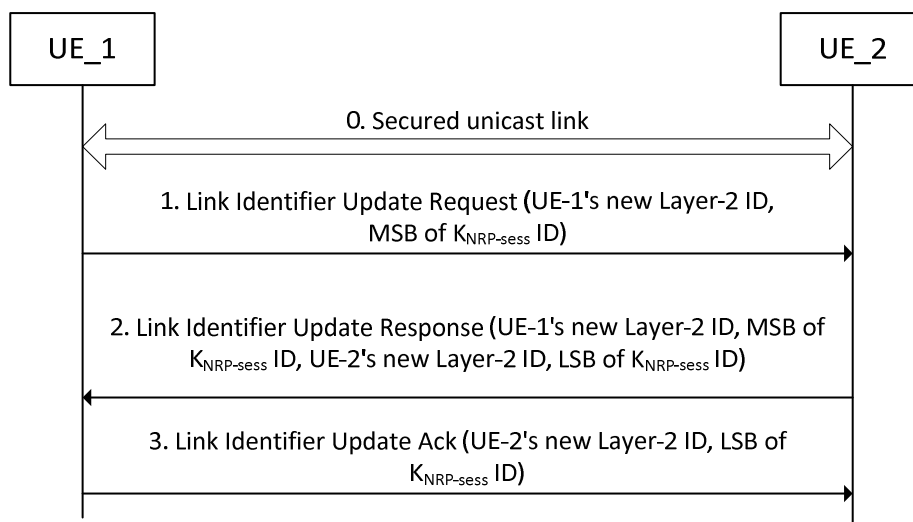 UE_1
UE_2
0. Secured unicast link
1. Link Identifier Update Request (UE-1's new Layer-2 ID,
MSB of KNRP-sess ID)
2. Link Identifier Update Response (UE-1's new Layer-2 ID, MSB of
KNRP-sess ID, UE-2's new Layer-2 ID, LSB of KNRP-sess ID)
3. Link Identifier Update Ack (UE-2's new Layer-2 ID, LSB of
KNRP-sess ID)